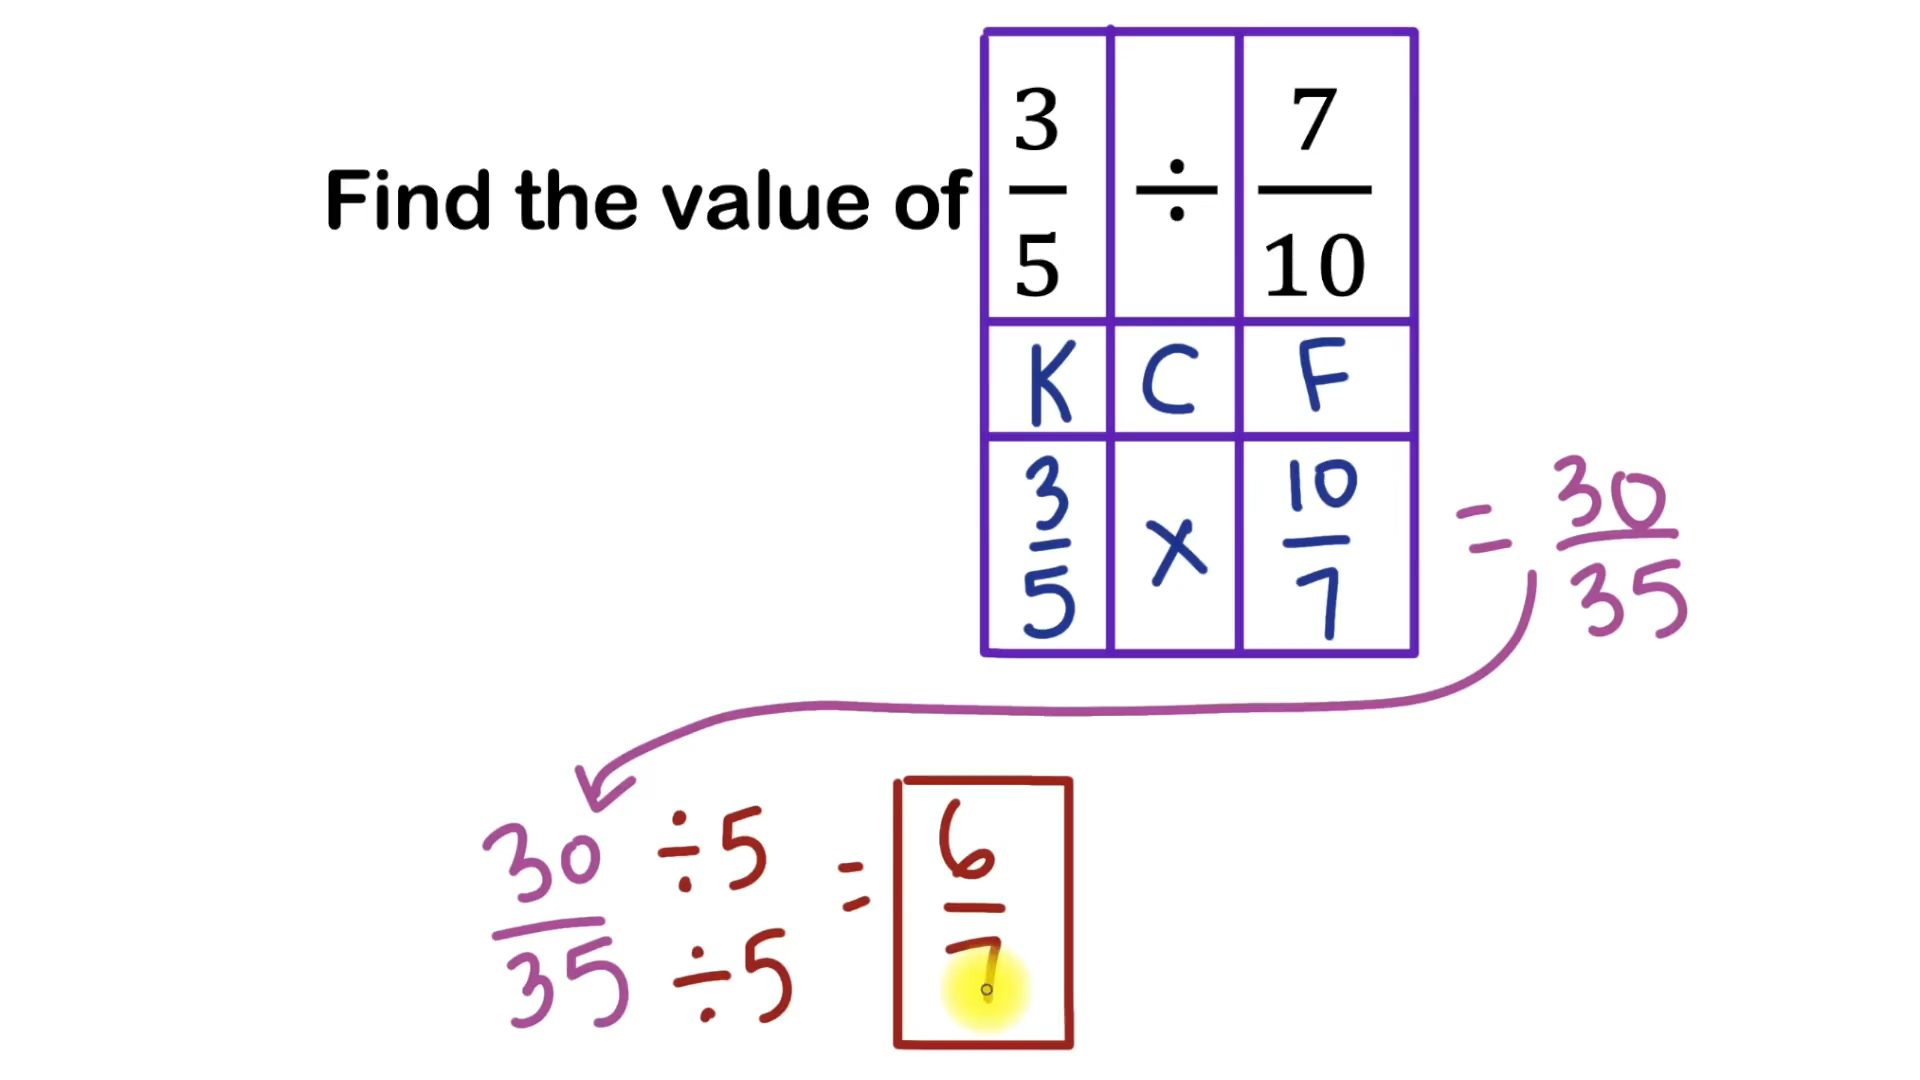 Find the value of 3/5 ÷ 7/10
K C F
3/5 x 10/7 = 30/35
30/35 ÷5/÷5 = 6/7